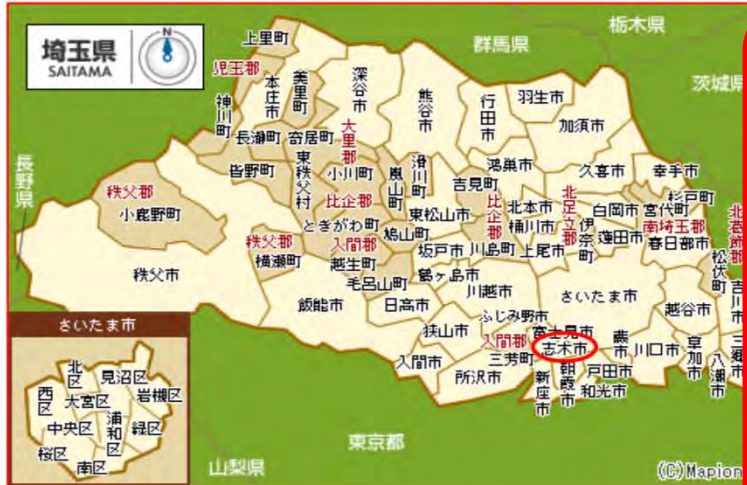 埼玉県
SAITAMA
栃木県
群馬県
茨城県
長野県
上里町
児玉郡
本庄市
美里町
神川町
深谷市
熊谷市
行田市
羽生市
加須市
長瀞町
寄居町
大里郡
皆野町
東秩父村
小川町
嵐山町
滑川町
吉見町
鴻巣市
久喜市
幸手市
秩父郡
小鹿野町
比企郡
ときがわ町
東松山市
比企郡
北本市
桶川市
北足立郡
伊奈町
白岡市
宮代町
杉戸町
南埼玉郡
蓮田市
春日部市
北葛飾郡
秩父郡
横瀬町
入間郡
越生町
鳩山町
坂戸市
川島町
上尾市
松伏町
吉川市
秩父市
毛呂山町
鶴ヶ島市
川越市
さいたま市
飯能市
日高市
ふじみ野市
越谷市
狭山市
富士見市
入間郡
志木市
三芳町
蕨市
川口市
草加市
八潮市
三郷市
入間市
所沢市
新座市
朝霞市
戸田市
和光市
さいたま市
北区
見沼区
岩槻区
西区
大宮区
中央区
浦和区
緑区
桜区
南区
東京都
山梨県
(C)Mapion